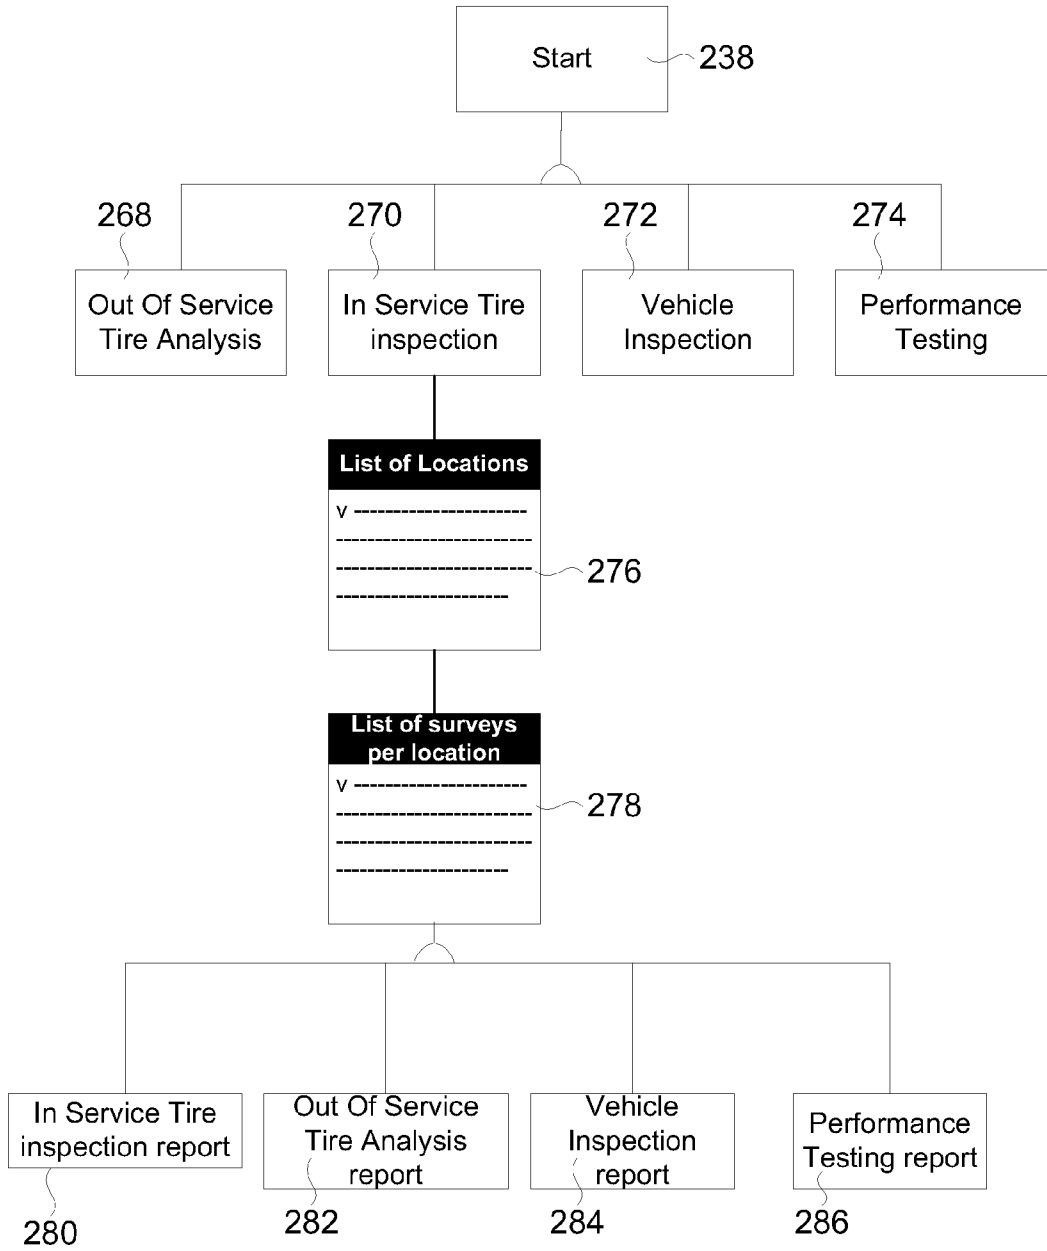 Start
238
268
270
272
274
Out Of Service
Tire Analysis
In Service Tire
inspection
Vehicle
Inspection
Performance
Testing
List of Locations
v ----------------------
-------------------------
-------------------------
----------------------
276
List of surveys
per location
v ----------------------
-------------------------
-------------------------
----------------------
278
In Service Tire
inspection report
Out Of Service
Tire Analysis
report
Vehicle
Inspection
report
Performance
Testing report
280
282
284
286